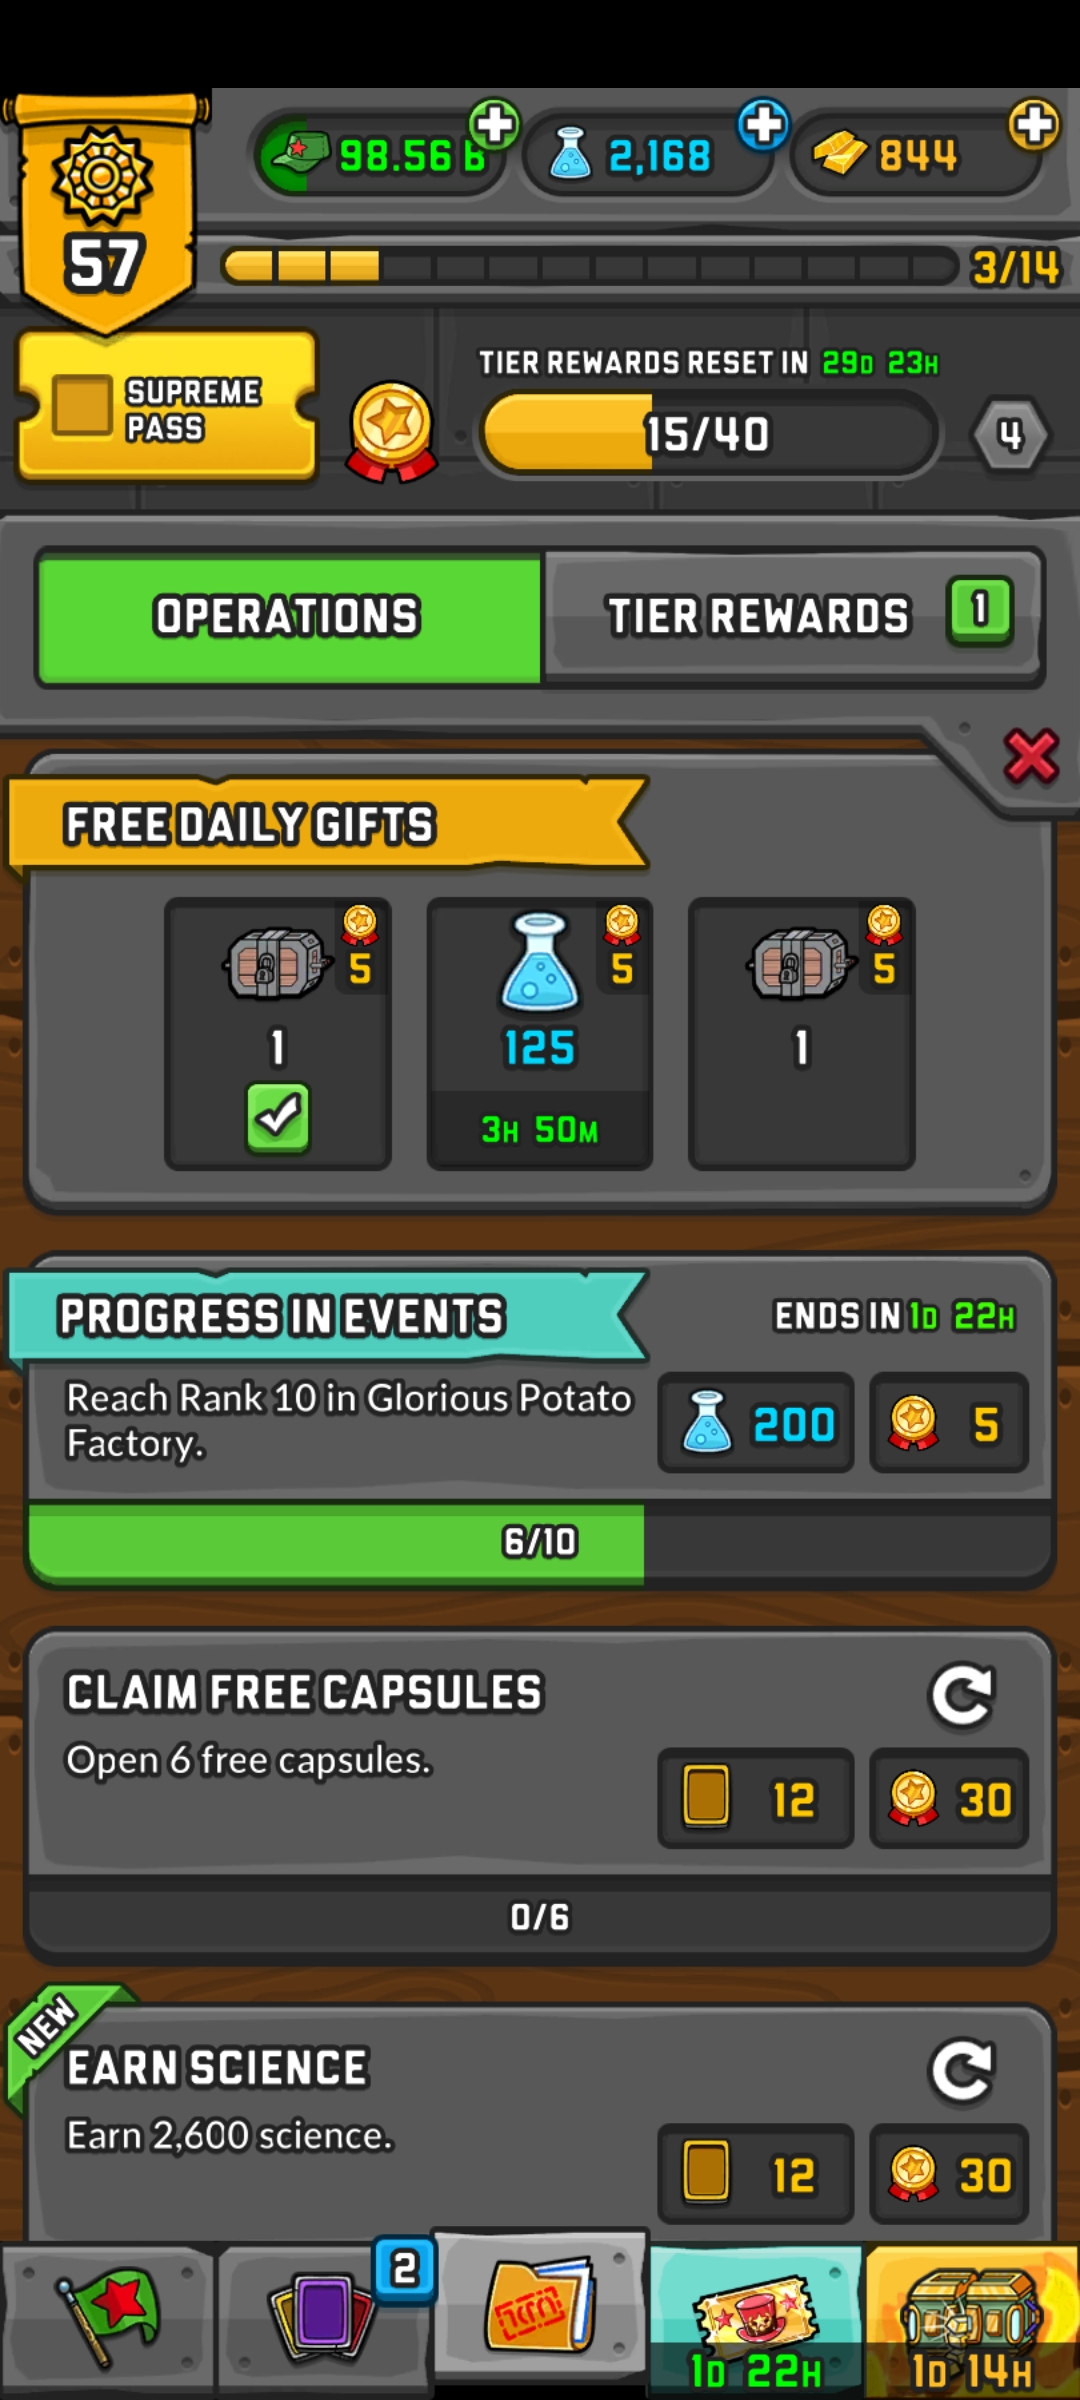 98.56 B
2,168
844
57
3/14
SUPREME
PASS
TIER REWARDS RESET IN 29D 23H
15/40
4
OPERATIONS
TIER REWARDS
1
FREE DAILY GIFTS
5
5
5
1
125
1
3H 50M
PROGRESS IN EVENTS
ENDS IN 1D 22H
Reach Rank 10 in Glorious Potato
Factory.
200
5
6/10
CLAIM FREE CAPSULES
Open 6 free capsules.
12
30
0/6
NEW
EARN SCIENCE
Earn 2,600 science.
12
30
2
1D 22H
1D 14H